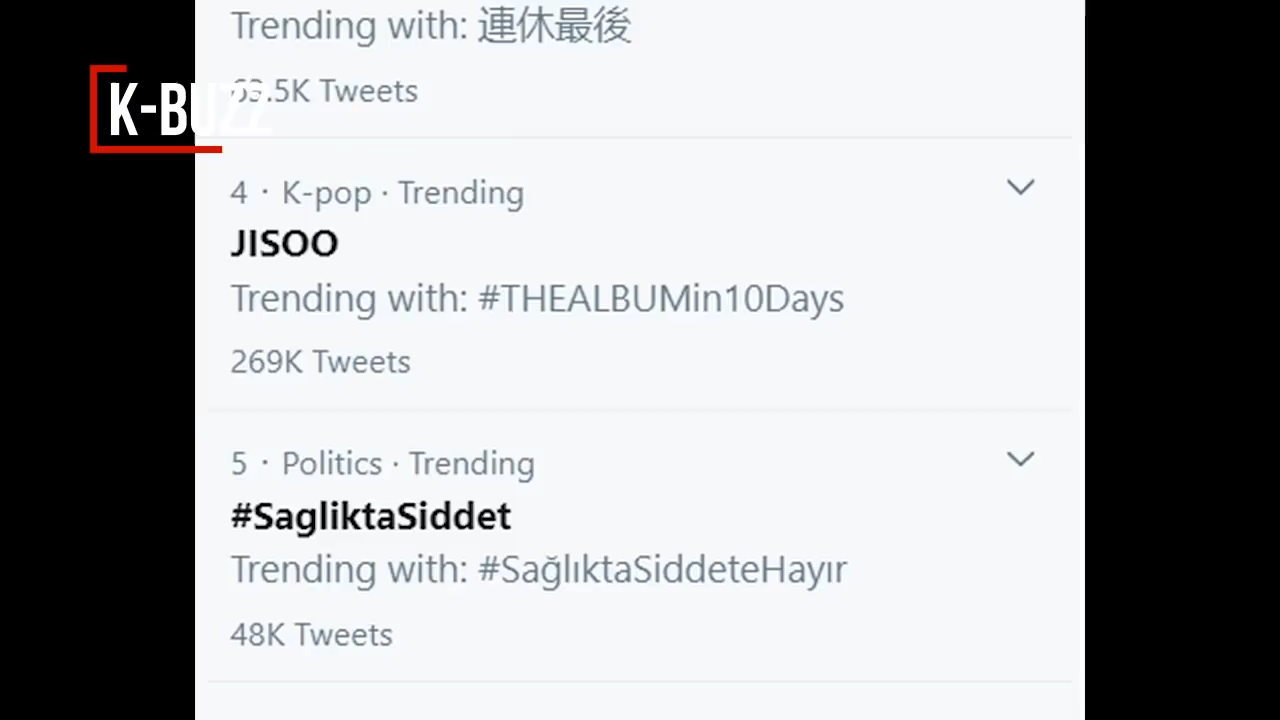 Trending with: 連休最後
63.5K Tweets
K-BUZZ
4 · K-pop · Trending
JISOO
Trending with: #THEALBUMin10Days
269K Tweets
5 · Politics · Trending
#SagliktaSiddet
Trending with: #SağlıktaSiddeteHayır
48K Tweets